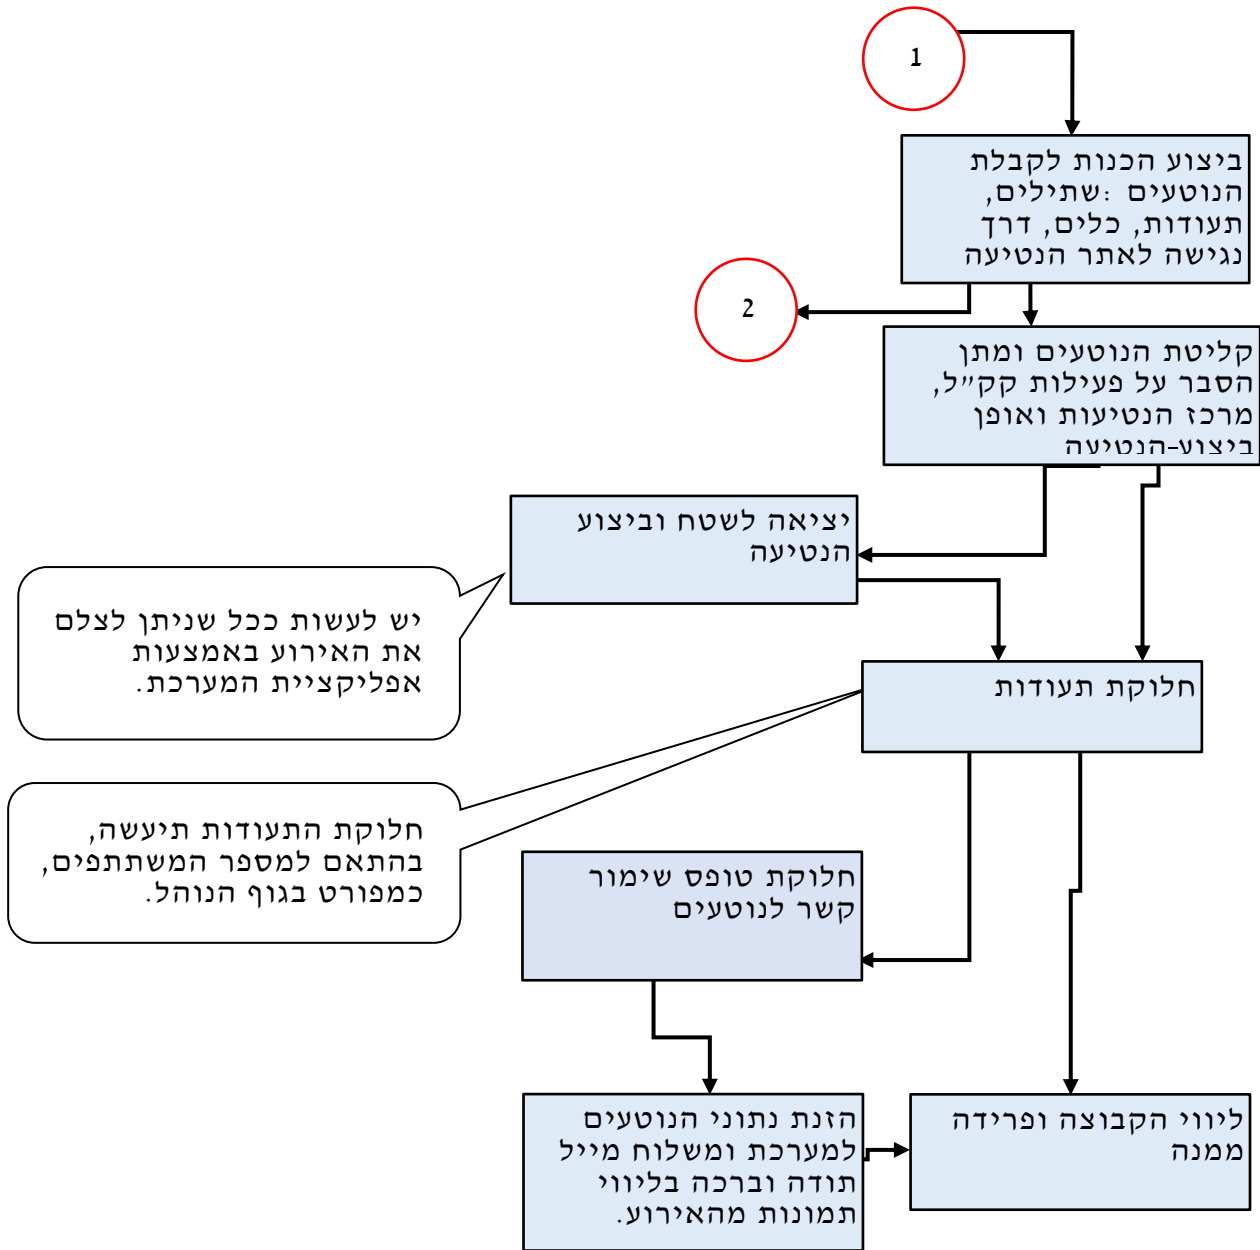 1
ביצוע הכנות לקבלת
הנוטעים :שתילים,
תעודות, כלים, דרך
נגישה לאתר הנטיעה
2
קליטת הנוטעים ומתן
הסבר על פעילות קק״ל,
מרכז הנטיעות ואופן
ביצוע-הנטיעה
יציאה לשטח וביצוע
הנטיעה
יש לעשות ככל שניתן לצלם
את האירוע באמצעות
אפליקציית המערכת.
חלוקת תעודות
חלוקת התעודות תיעשה,
בהתאם למספר המשתתפים,
כמפורט בגוף הנוהל.
חלוקת טופס שימור
קשר לנוטעים
הזנת נתוני הנוטעים
למערכת ומשלוח מייל
תודה וברכה בליווי
תמונות מהאירוע.
ליווי הקבוצה ופרידה
ממנה